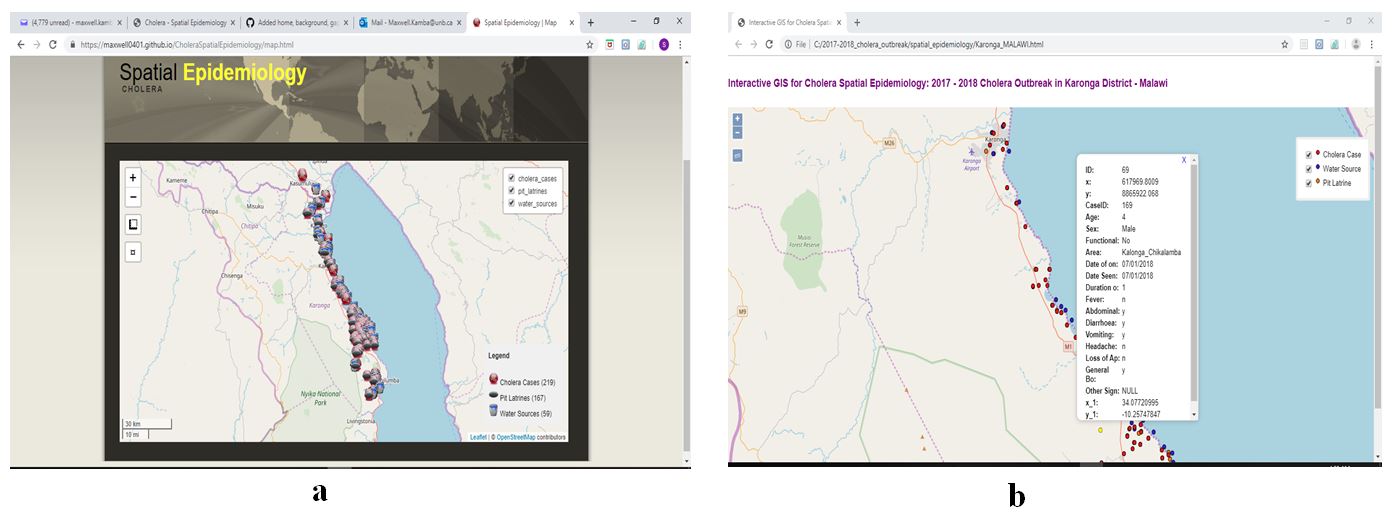 (4,779 unread) - maxwell.kamb
Cholera - Spatial Epidemiology
Added home, background, gap
Mail - Maxwell.Kamba@unb.ca
Spatial Epidemiology | Map
https://maxwell0401.github.io/CholeraSpatialEpidemiology/map.html
Spatial Epidemiology
CHOLERA
cholera_cases
pit_latrines
water_sources
Kameme
Kasumulu
Misuku
Chitipa
Chitipa
Chisenga
Karonga
Nyika National
Park
Livingstonia
Legend
Cholera Cases (219)
Pit Latrines (167)
Water Sources (59)
30 km
10 mi
Leaflet | © OpenStreetMap contributors
a
Interactive GIS for Cholera Spati
File | C:/2017-2018_cholera_outbreak/spatial_epidemiology/Karonga_MALAWI.html
Interactive GIS for Cholera Spatial Epidemiology: 2017 - 2018 Cholera Outbreak in Karonga District - Malawi
Karonga
M26
Karonga
Airport
Musisi
Forest Reserve
M9
M1
Cholera Case
Water Source
Pit Latrine
X
ID: 69
x: 617969.8009
y: 8865922.068
CaseID: 169
Age: 4
Sex: Male
Functional: No
Area: Kalonga_Chikalamba
Date of on: 07/01/2018
Date Seen: 07/01/2018
Duration o: 1
Fever: n
Abdominal: y
Diarrhoea: y
Vomiting: y
Headache: n
Loss of Ap: n
General y
Bo:
Other Sign: NULL
x_1: 34.07720995
y_1: -10.25747847
b